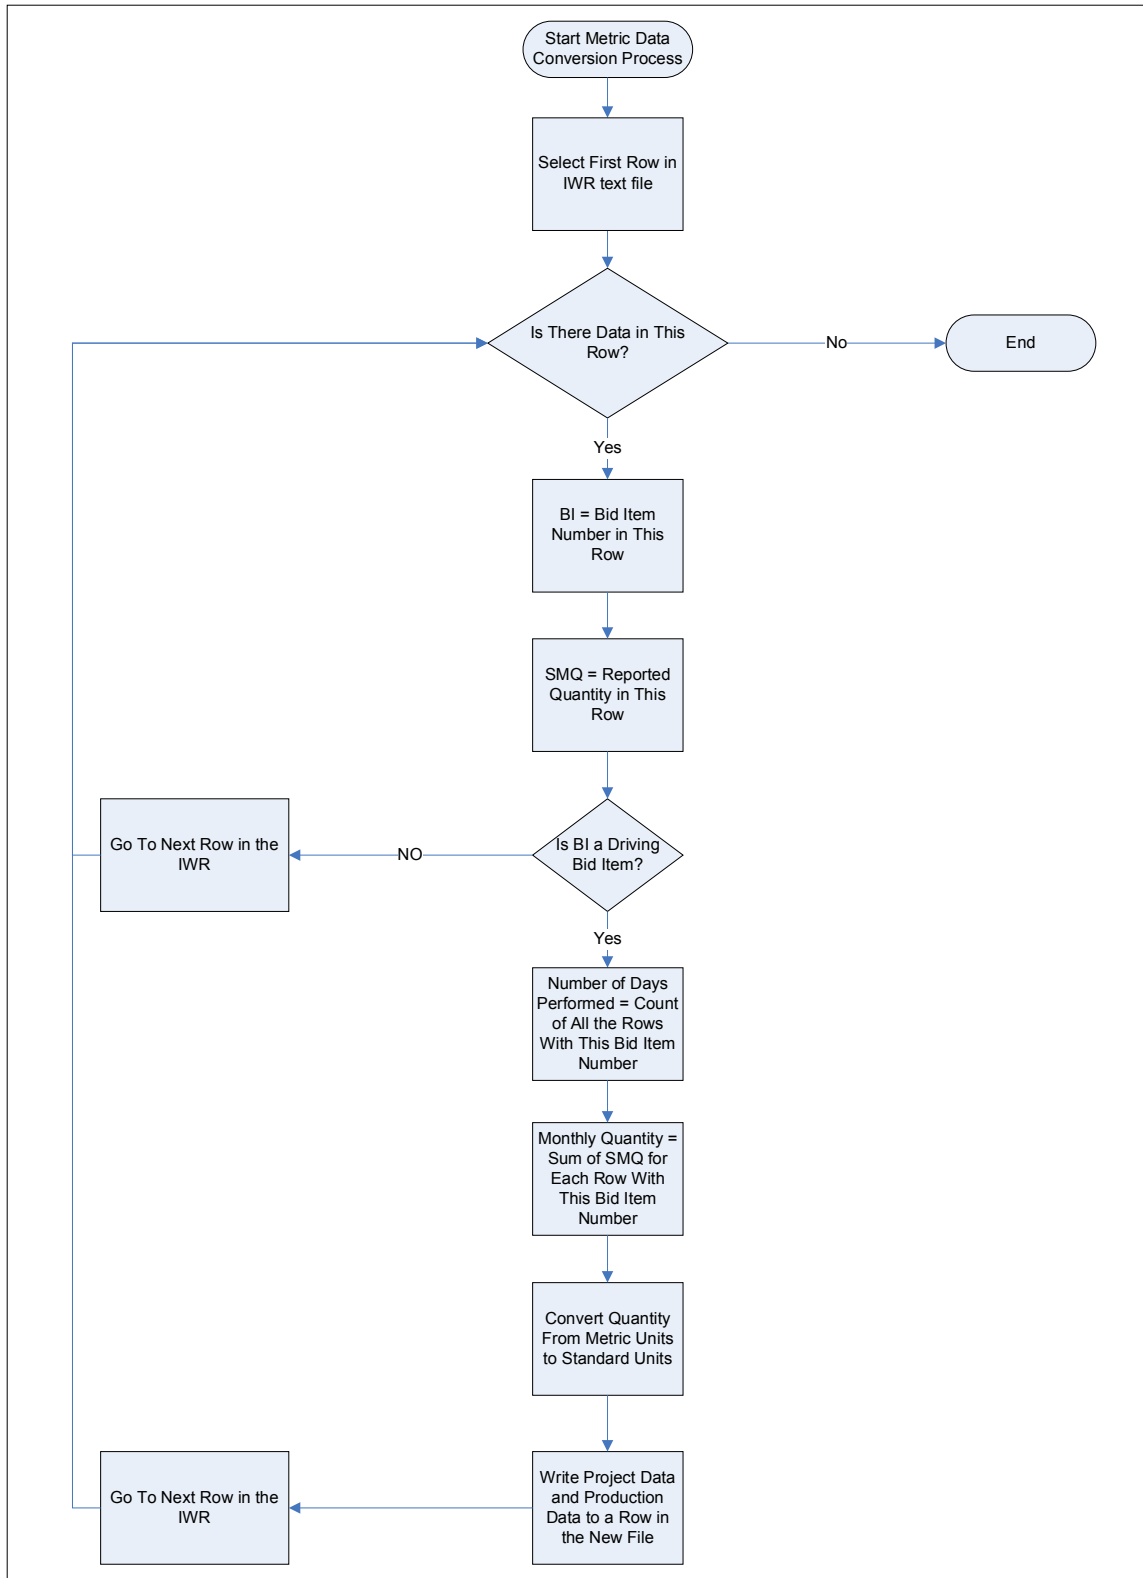 Start Metric Data
Conversion Process
Select First Row in
IWR text file
Is There Data in This
Row?
No
End
Yes
BI = Bid Item
Number in This
Row
SMQ = Reported
Quantity in This
Row
Is BI a Driving
Bid Item?
NO
Go To Next Row in the
IWR
Yes
Number of Days
Performed = Count
of All the Rows
With This Bid Item
Number
Monthly Quantity =
Sum of SMQ for
Each Row With
This Bid Item
Number
Convert Quantity
From Metric Units
to Standard Units
Write Project Data
and Production
Data to a Row in
the New File
Go To Next Row in the
IWR